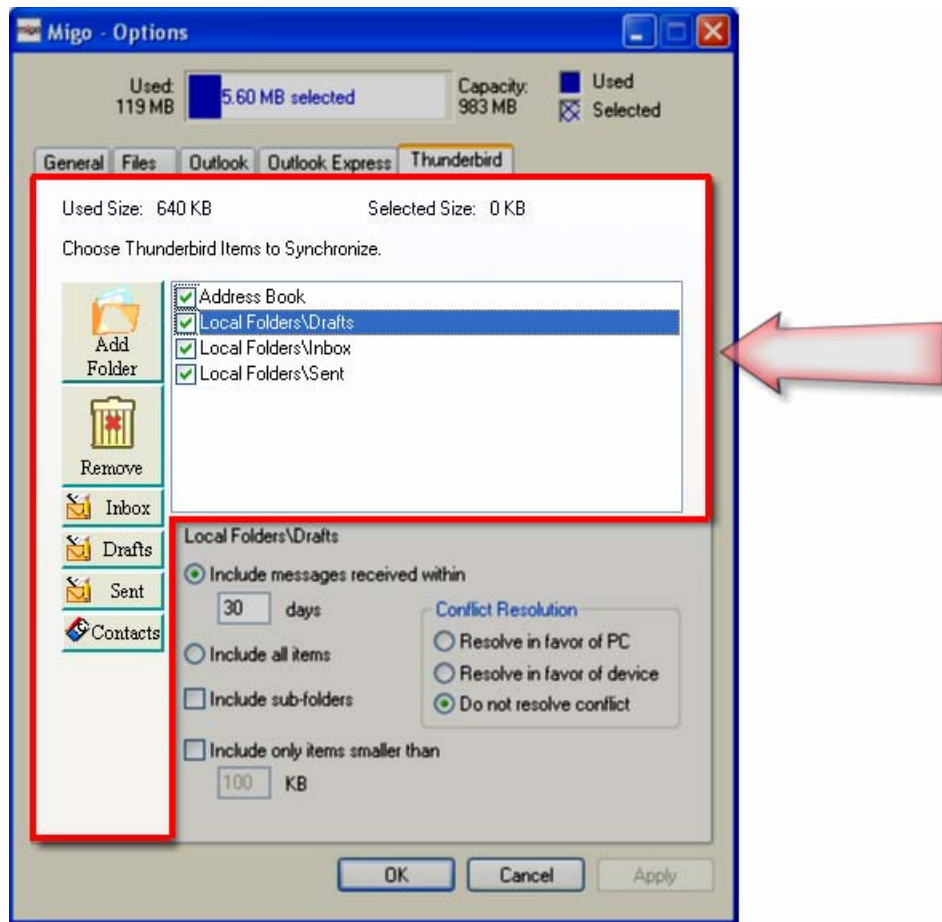 Migo - Options
Used: 119 MB
5.60 MB selected
Capacity: 983 MB
Used
Selected
General Files Outlook Outlook Express Thunderbird
Used Size: 640 KB Selected Size: 0 KB
Choose Thunderbird Items to Synchronize.
Add Folder
Remove
Inbox
Drafts
Sent
Contacts
Address Book
Local Folders\Drafts
Local Folders\Inbox
Local Folders\Sent
Local Folders\Drafts
Include messages received within
30 days
Include all items
Include sub-folders
Include only items smaller than
100 KB
Conflict Resolution
Resolve in favor of PC
Resolve in favor of device
Do not resolve conflict
OK Cancel Apply